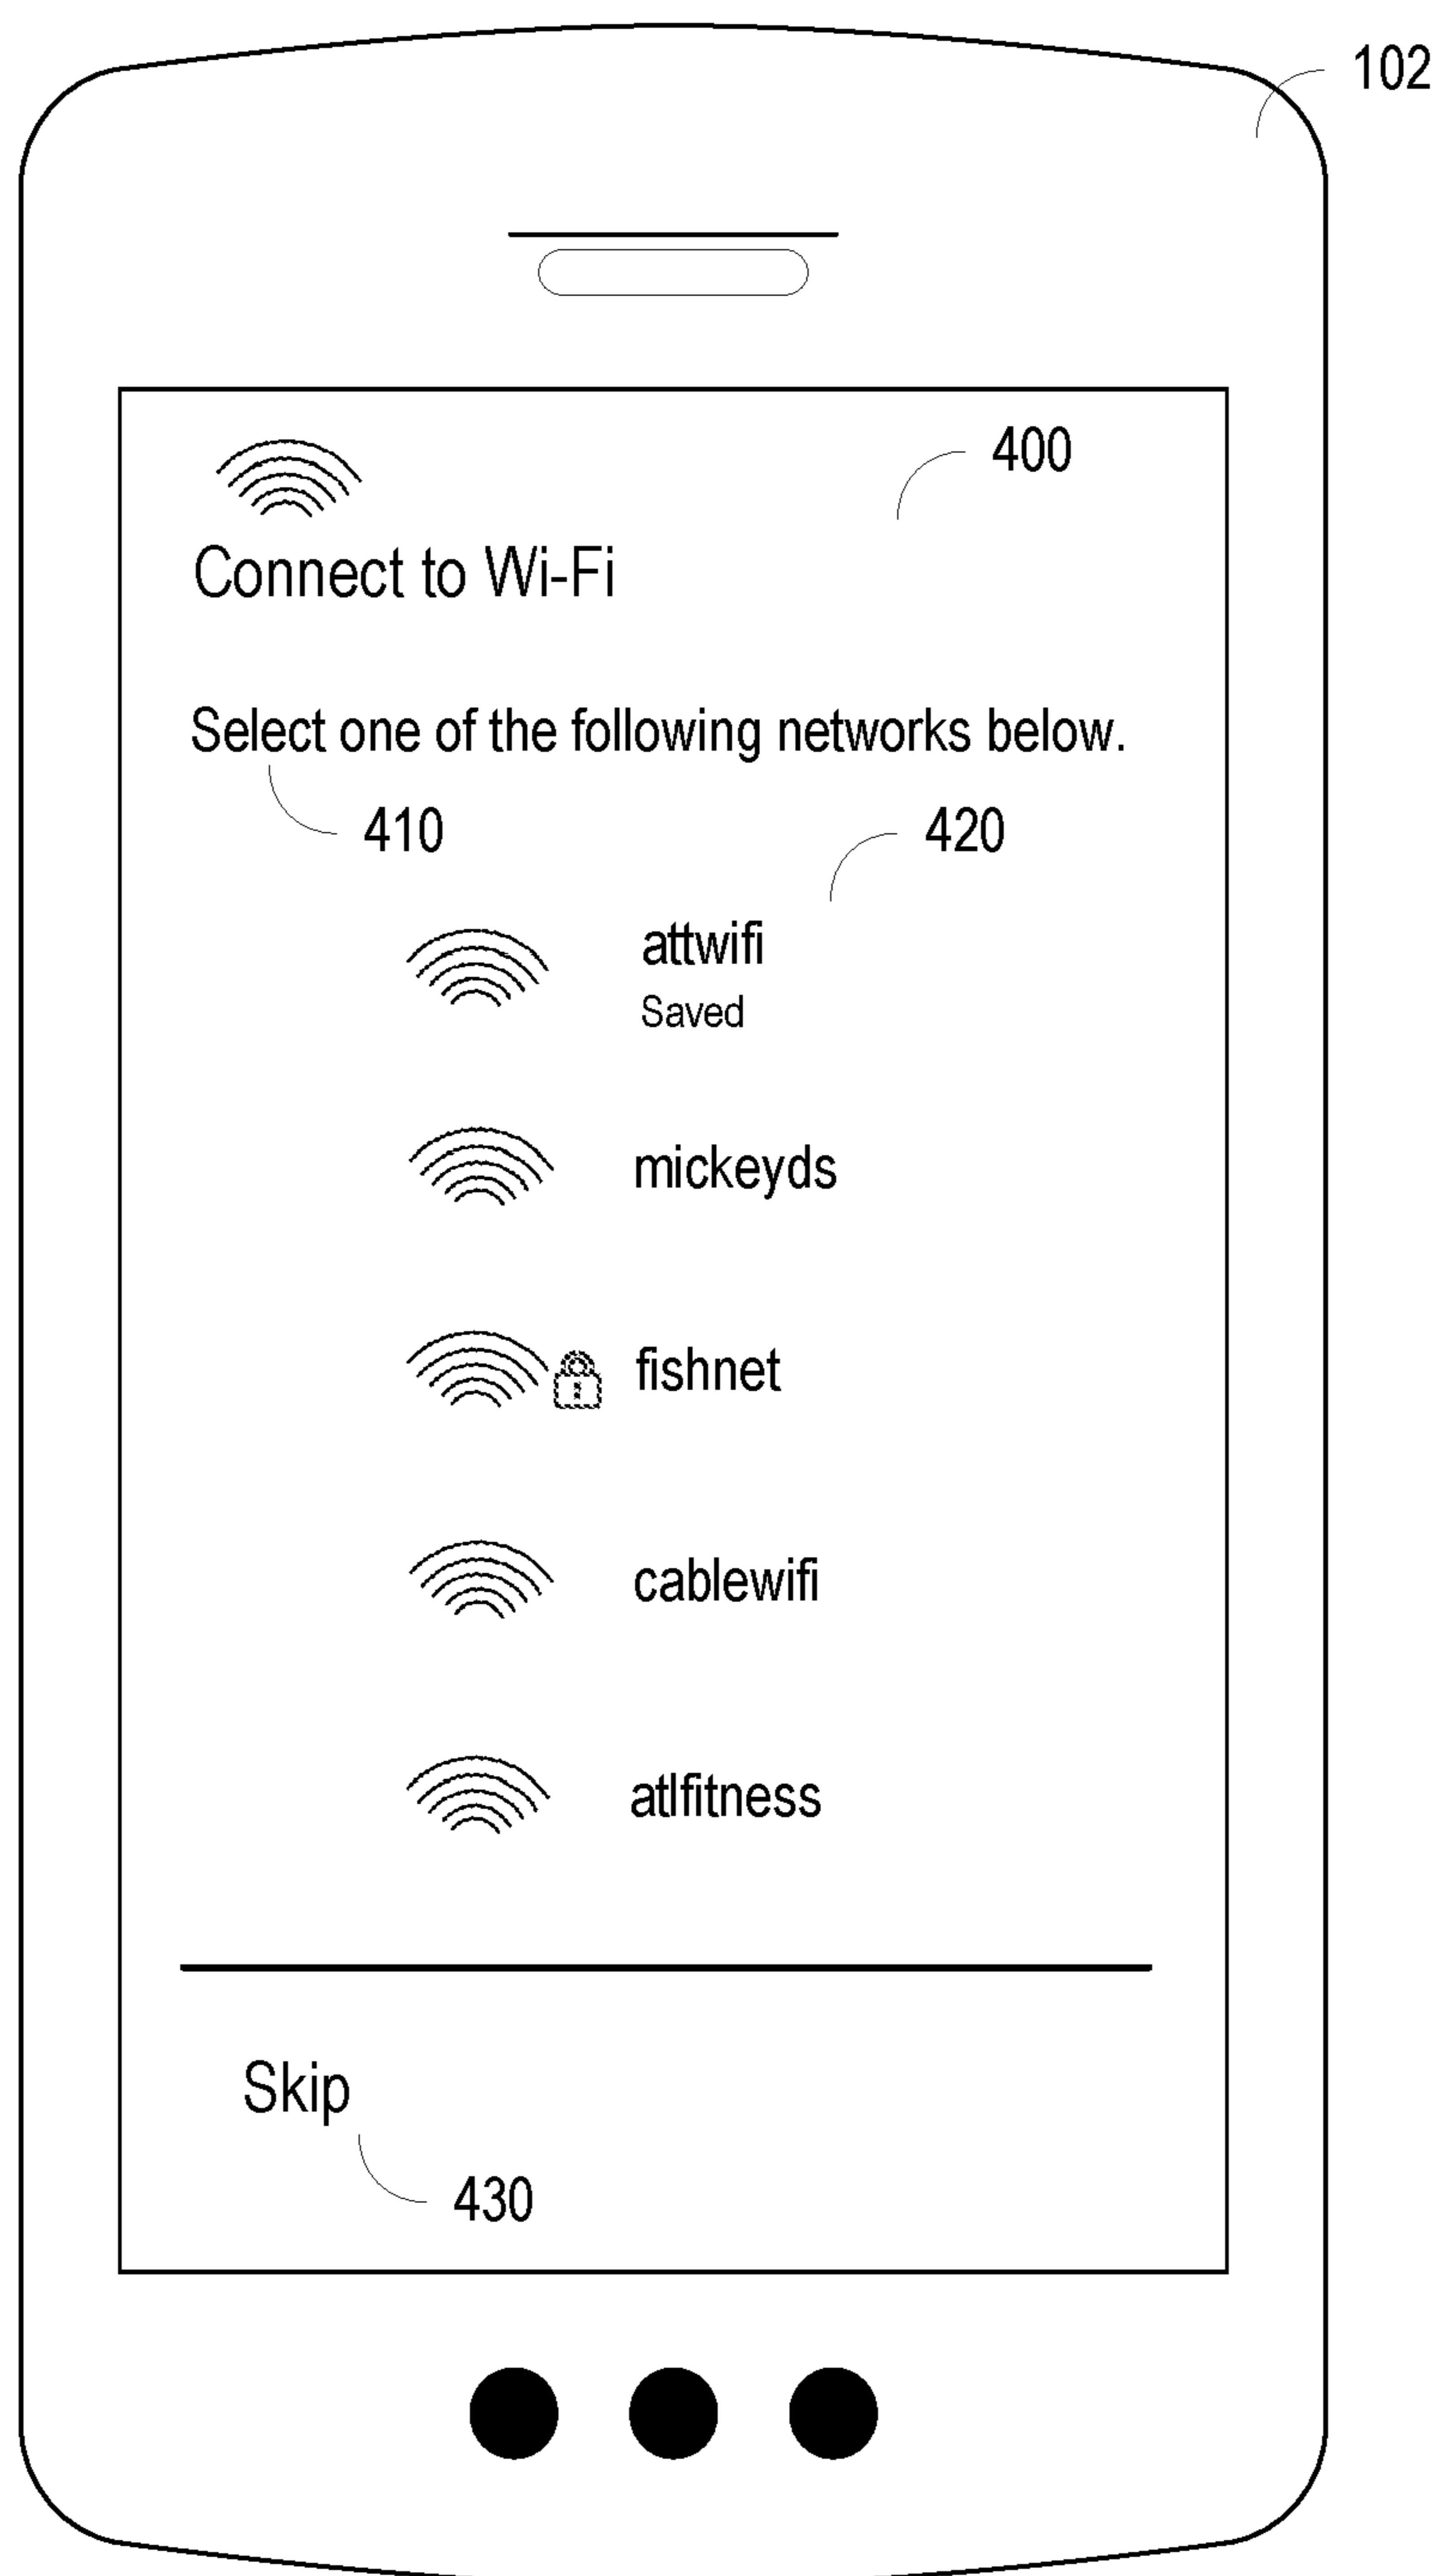 102
400
Connect to Wi-Fi
Select one of the following networks below.
410
420
attwifi
Saved
mickeyds
fishnet
cablewifi
atlfitness
Skip
430